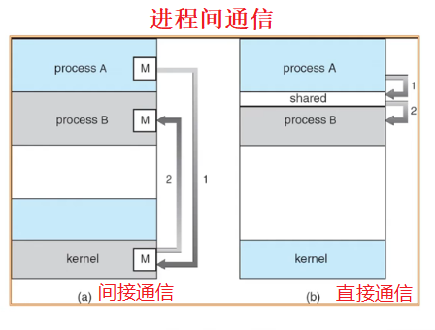 进程间通信
process A
M
process B
M
2
1
kernel
M
(a) 间接通信
process A
1
shared
2
process B
kernel
(b) 直接通信